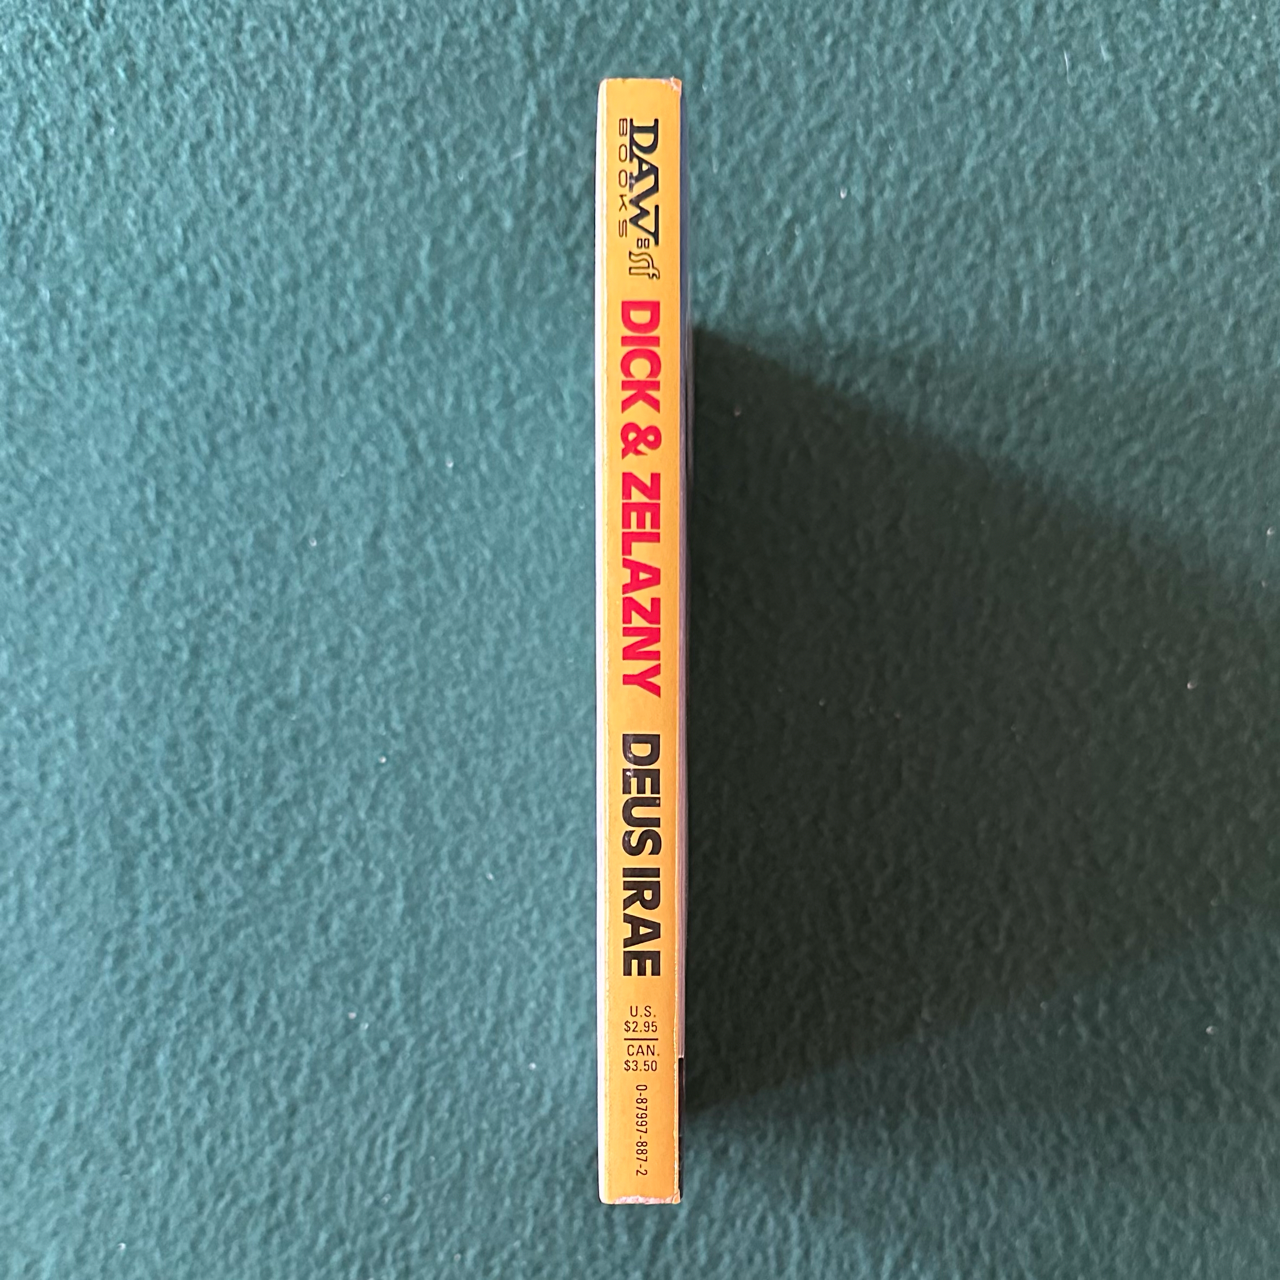 DAW
BOOKS
sf
DICK & ZELAZNY
DEUS IRAE
U.S.
$2.95
CAN.
$3.50
0-87997-887-2